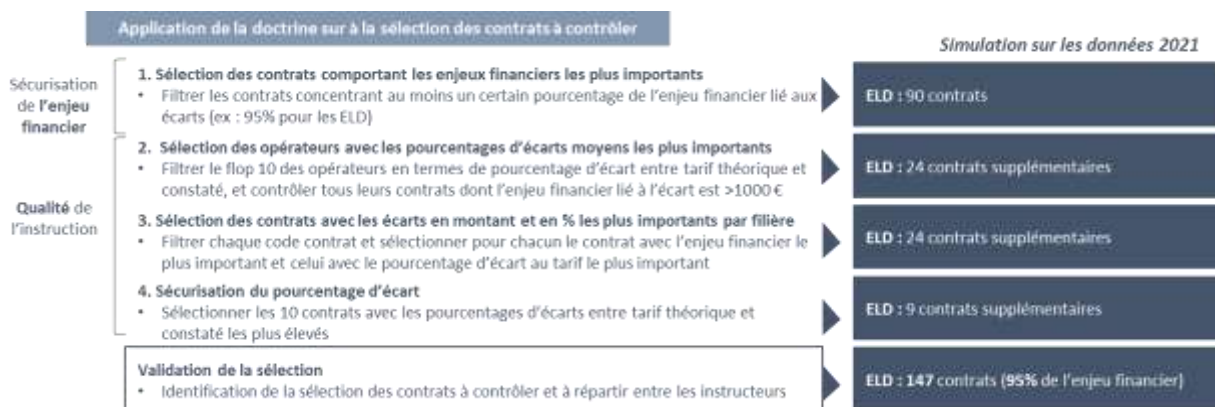 Application de la doctrine sur à la sélection des contrats à contrôler
Simulation sur les données 2021
Sécurisation
de l'enjeu
financier
1. Sélection des contrats comportant les enjeux financiers les plus importants
• Filtrer les contrats concentrant au moins un certain pourcentage de l'enjeu financier lié aux
écarts (ex : 95% pour les ELD)
ELD : 90 contrats
Qualité de
l'instruction
2. Sélection des opérateurs avec les pourcentages d'écarts moyens les plus importants
• Filtrer le flop 10 des opérateurs en termes de pourcentage d'écart entre tarif théorique et
constaté, et contrôler tous leurs contrats dont l'enjeu financier lié à l'écart est >1000 €
ELD : 24 contrats supplémentaires
3. Sélection des contrats avec les écarts en montant et en % les plus importants par filière
• Filtrer chaque code contrat et sélectionner pour chacun le contrat avec l'enjeu financier le
plus important et celui avec le pourcentage d'écart au tarif le plus important
ELD : 24 contrats supplémentaires
4. Sécurisation du pourcentage d'écart
• Sélectionner les 10 contrats avec les pourcentages d'écarts entre tarif théorique et
constaté les plus élevés
ELD : 9 contrats supplémentaires
Validation de la sélection
• Identification de la sélection des contrats à contrôler et à répartir entre les instructeurs
ELD : 147 contrats (95% de l'enjeu financier)